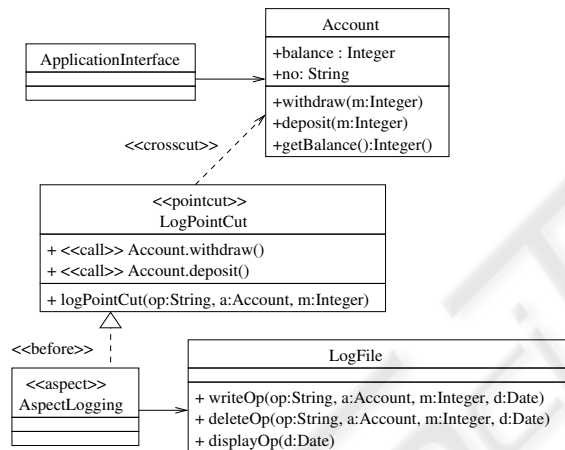 Account
ApplicationInterface
+balance : Integer
+no: String
+withdraw(m:Integer)
+deposit(m:Integer)
+getBalance():Integer()
<<crosscut>>
<<pointcut>>
LogPointCut
+ <<call>> Account.withdraw()
+ <<call>> Account.deposit()
+ logPointCut(op:String, a:Account, m:Integer)
<<before>>
LogFile
<<aspect>>
AspectLogging
+ writeOp(op:String, a:Account, m:Integer, d:Date)
+ deleteOp(op:String, a:Account, m:Integer, d:Date)
+ displayOp(d:Date)